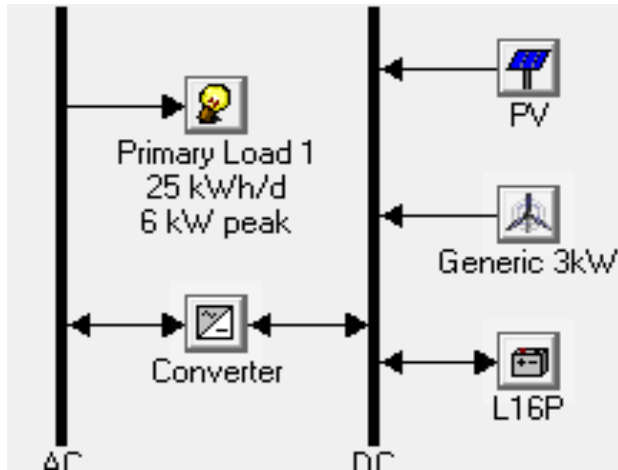 PV
Primary Load 1
25 kWh/d
6 kW peak
Generic 3kW
Converter
L16P
AC
DC